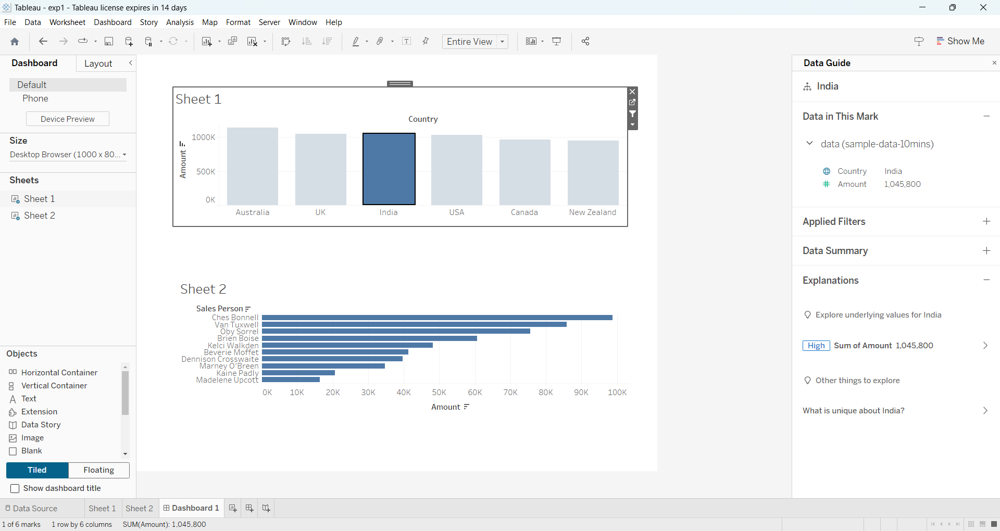 Tableau - exp1 - Tableau license expires in 14 days
File Data Worksheet Dashboard Story Analysis Map Format Server Window Help
Entire View
Show Me
Dashboard Layout
Default
Phone
Device Preview
Size
Desktop Browser (1000 x 80...
Sheets
Sheet 1
Sheet 2
Objects
Horizontal Container
Vertical Container
Text
Extension
Data Story
Image
Blank
Tiled Floating
Show dashboard title
Sheet 1
Country
Amount
1000K
500K
0K
Australia UK India USA Canada New Zealand
Sheet 2
Sales Person
Ches Bonnell
Van Tuxwell
Oby Sorrel
Brien Boise
Kelci Walkden
Beverie Moffet
Dennison Crosswaite
Marney O'Breen
Kaine Padly
Madelene Upcott
0K 10K 20K 30K 40K 50K 60K 70K 80K 90K 100K
Amount
Data Guide
India
Data in This Mark
data (sample-data-10mins)
Country India
Amount 1,045,800
Applied Filters
Data Summary
Explanations
Explore underlying values for India
High Sum of Amount 1,045,800
Other things to explore
What is unique about India?
Data Source Sheet 1 Sheet 2 Dashboard 1
1 of 6 marks 1 row by 6 columns SUM(Amount): 1,045,800